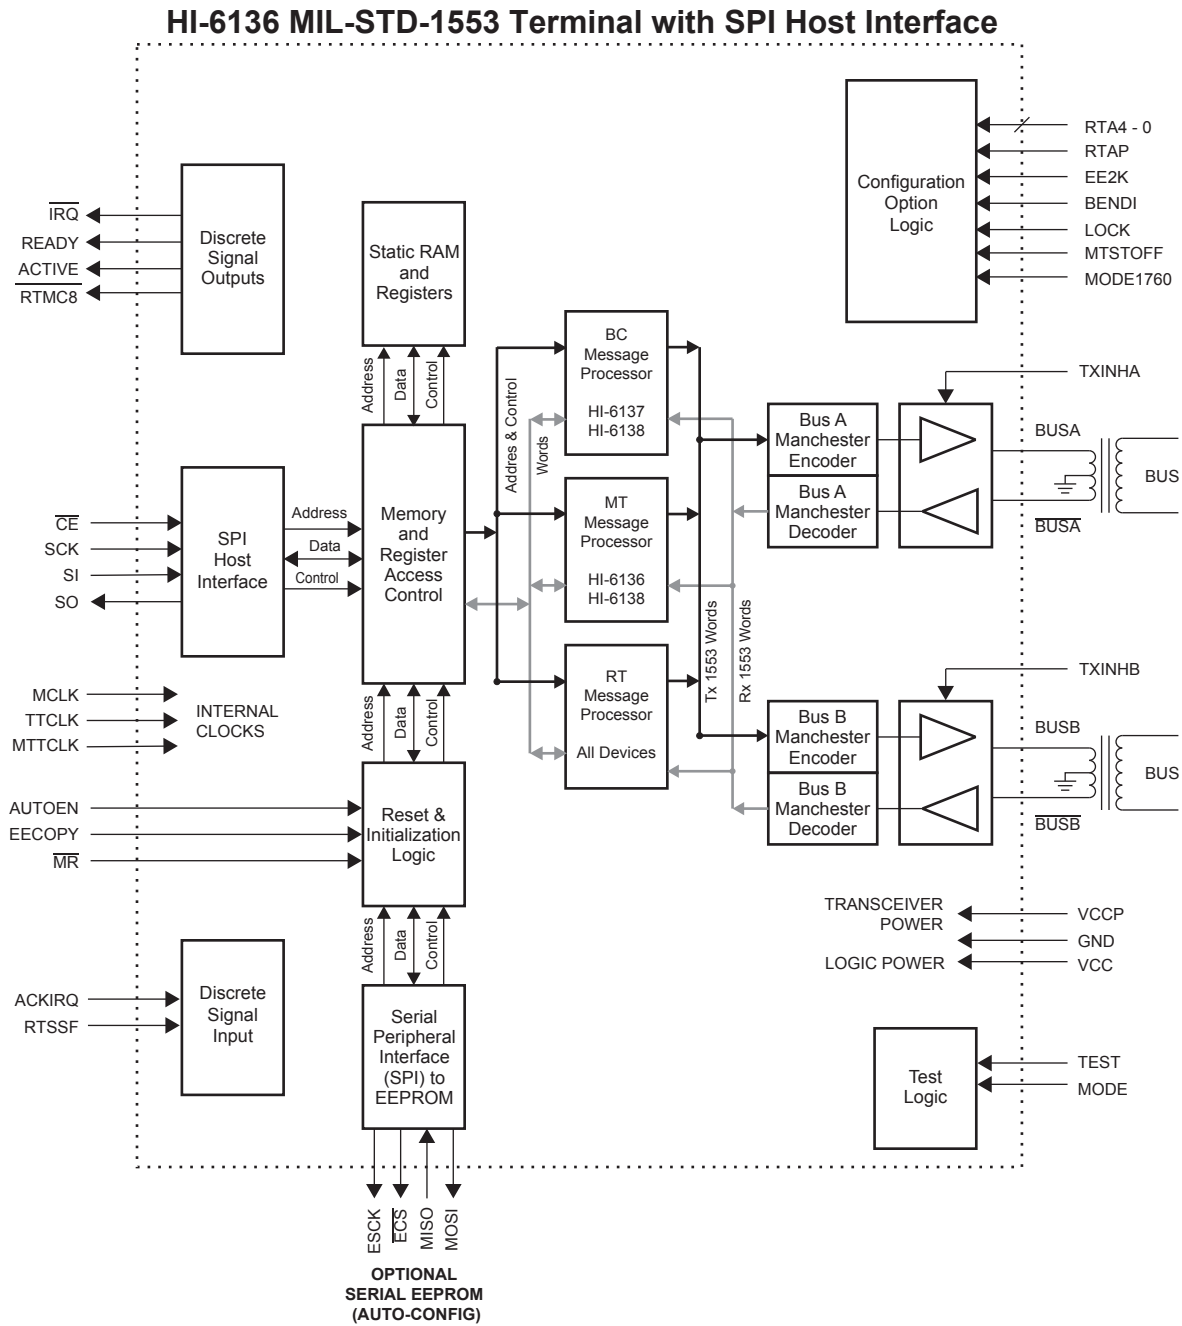 HI-6136 MIL-STD-1553 Terminal with SPI Host Interface
IRQ
READY
ACTIVE
RTMC8
Discrete
Signal
Outputs
Static RAM
and
Registers
Address
Data
Control
Configuration
Option
Logic
RTA4 - 0
RTAP
EE2K
BENDI
LOCK
MTSTOFF
MODE1760
BC
Message
Processor
HI-6137
HI-6138
Addres & Control
Words
MT
Message
Processor
HI-6136
HI-6138
RT
Message
Processor
All Devices
Tx 1553 Words
Rx 1553 Words
Bus A
Manchester
Encoder
Bus A
Manchester
Decoder
TXINHA
BUSA
BUSA
BUS
CE
SCK
SI
SO
SPI
Host
Interface
Address
Data
Control
Memory
and
Register
Access
Control
MCLK
TTCLK
MTTCLK
INTERNAL
CLOCKS
Address
Data
Control
Bus B
Manchester
Encoder
Bus B
Manchester
Decoder
TXINHB
BUSB
BUSB
BUS
AUTOEN
EECOPY
MR
Reset &
Initialization
Logic
Address
Data
Control
TRANSCEIVER
POWER
LOGIC POWER
VCCP
GND
VCC
ACKIRQ
RTSSF
Discrete
Signal
Input
Serial
Peripheral
Interface
(SPI) to
EEPROM
Test
Logic
TEST
MODE
ESCK
ECS
MISO
MOSI
OPTIONAL
SERIAL EEPROM
(AUTO-CONFIG)